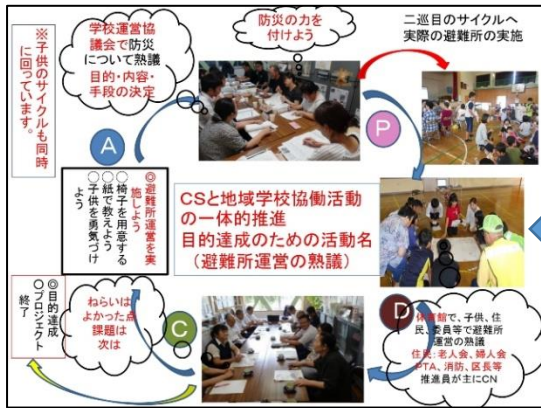 ※子供のサイクルも同時に回っています。
学校運営協
議会で防災
について熟議
目的・内容・
手段の決定
防災の力を
付けよう
二巡目のサイクルへ
実際の避難所の実施
A
P
◎避難所運営を実
施しよう
〇椅子を用意する
〇紙で教えよう
〇子供を勇気づけ
よう
CSと地域学校協働活動
の一体的推進
目的達成のための活動名
(避難所運営の熟議)
◎目的達成
〇プロジェクト
終了
ねらいは
よかった点
課題は
次は
C
D
体育館で、子供、住
民、委員等で避難所
運営の熟議
住民:老人会、婦人会
PTA、消防、区長等
推進員が主にCN